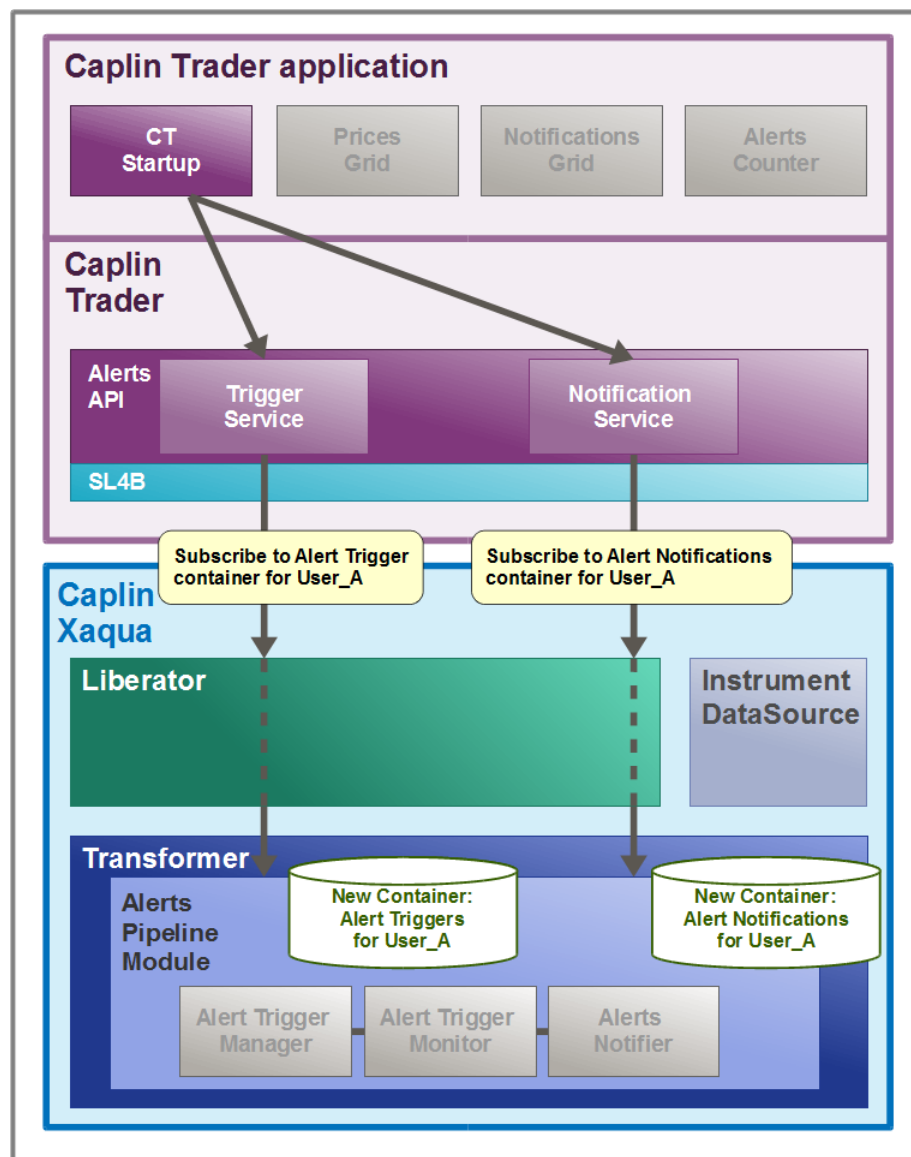 Caplin Trader application
CT
Startup
Prices
Grid
Notifications
Grid
Alerts
Counter
Caplin
Trader
Alerts
API
Trigger
Service
Notification
Service
SL4B
Subscribe to Alert Trigger
container for User_A
Subscribe to Alert Notifications
container for User_A
Caplin
Xaqua
Liberator
Instrument
DataSource
Transformer
Alerts
Pipeline
Module
New Container:
Alert Triggers
for User_A
New Container:
Alert Notifications
for User_A
Alert Trigger
Manager
Alert Trigger
Monitor
Alerts
Notifier